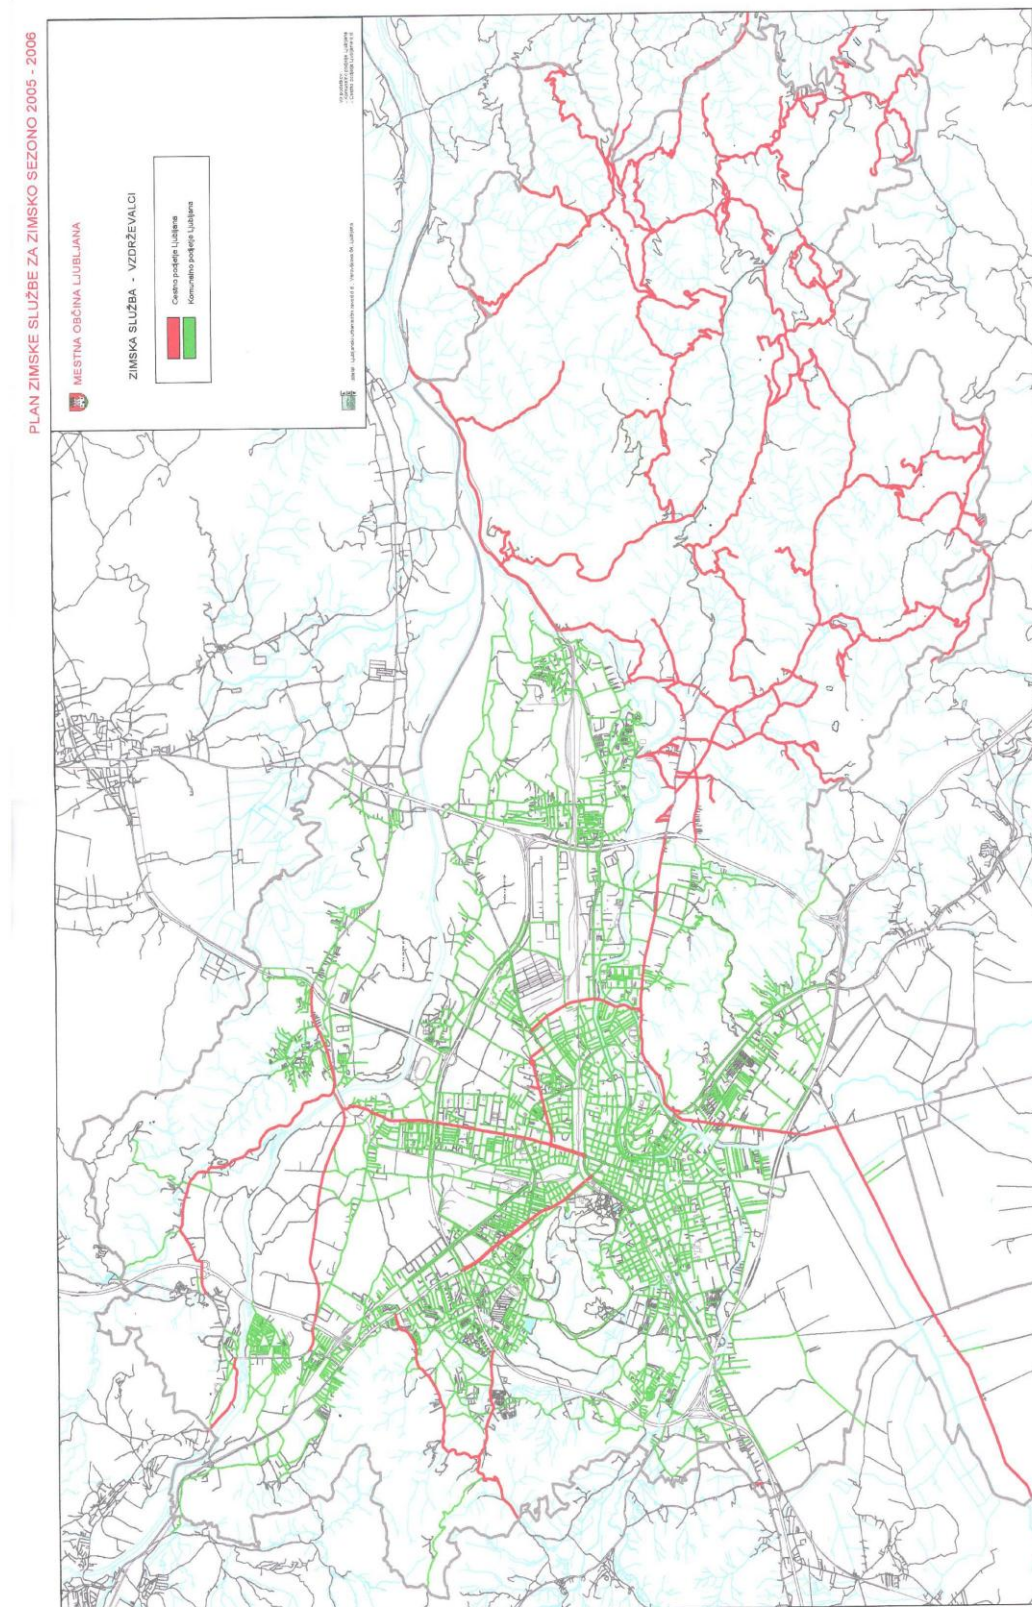 PLAN ZIMSKE SLUŽBE ZA ZIMSKO SEZONO 2005 - 2006
MESTNA OBČINA LJUBLJANA
ZIMSKA SLUŽBA - VZDRŽEVALCI
Cestno podjetje Ljubljana
Komunalno podjetje Ljubljana